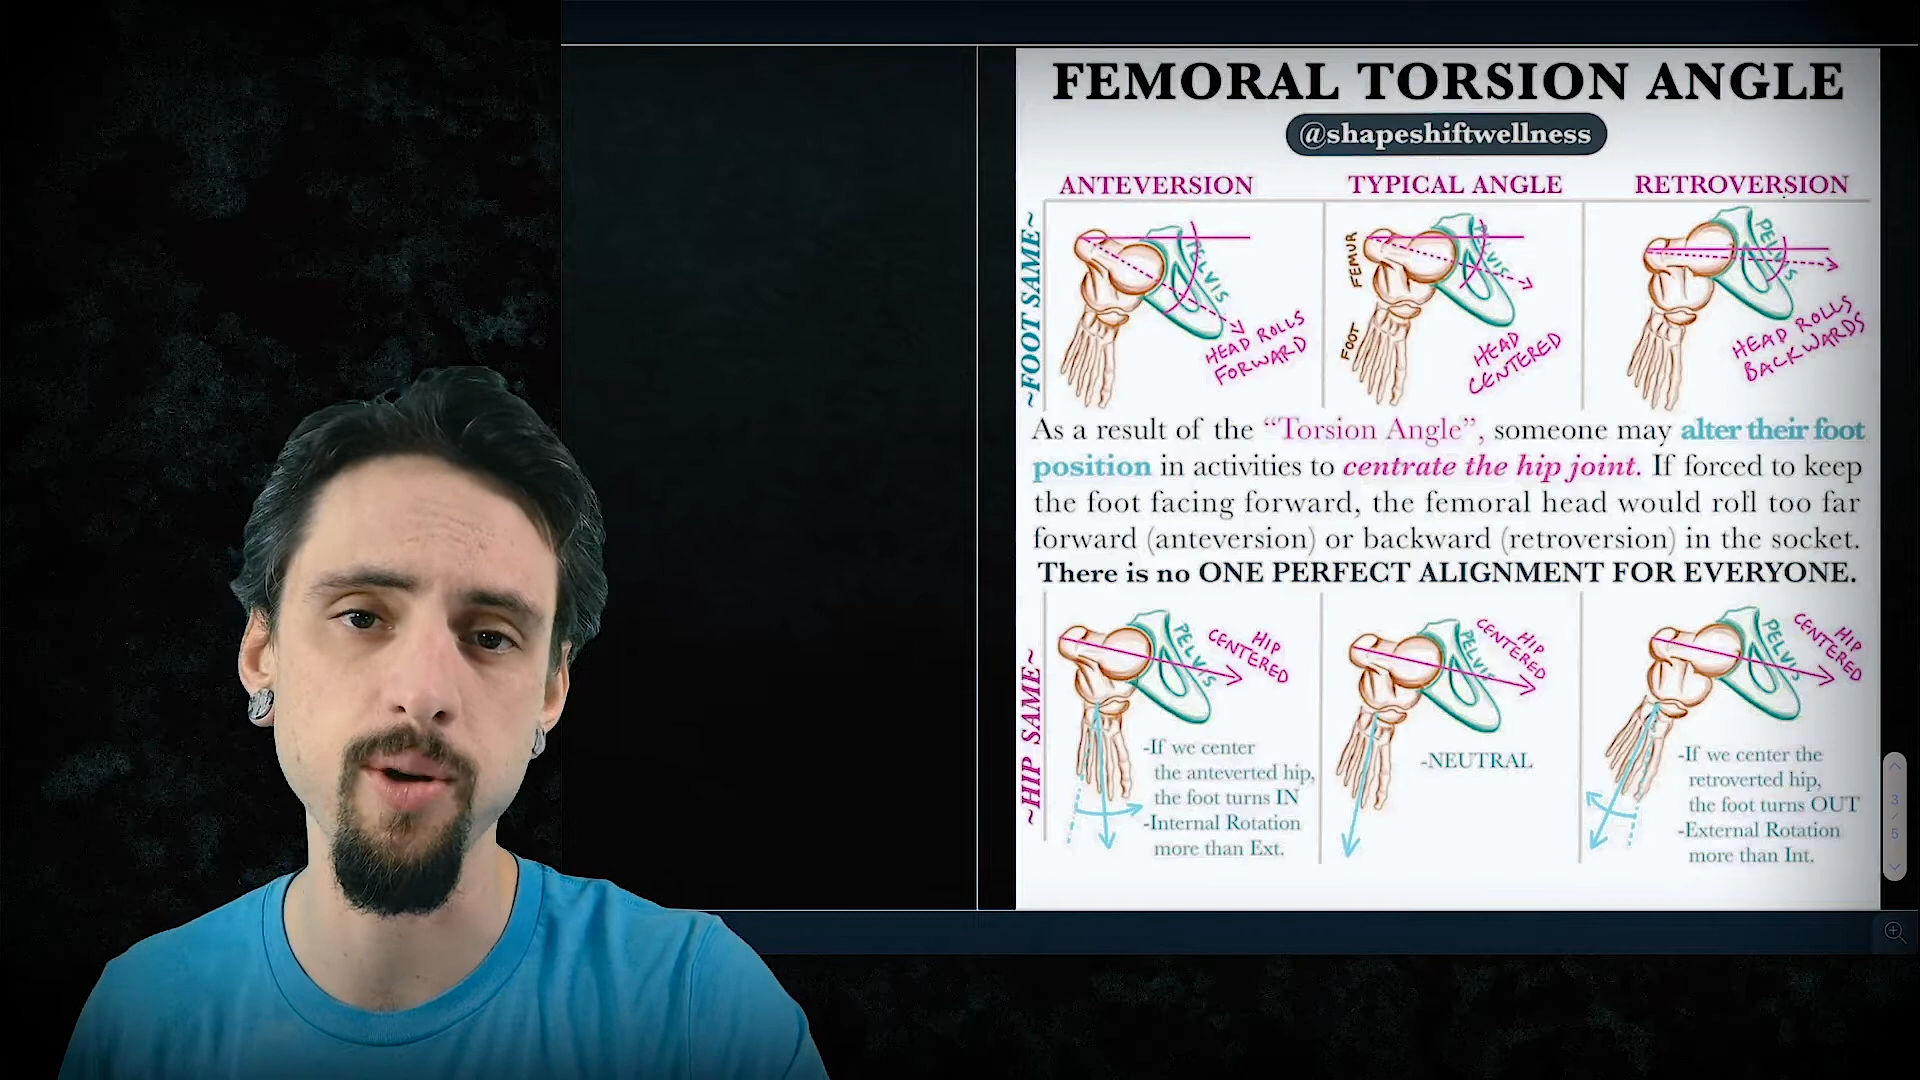 FEMORAL TORSION ANGLE
@shapeshiftwellness
ANTEVERSION
TYPICAL ANGLE
RETROVERSION
~FOOT SAME~
PELVIS
HEAD ROLLS
FORWARD
FEMUR
FOOT
PELVIS
HEAD
CENTERED
PELVIS
HEAD ROLLS
BACKWARDS
As a result of the “Torsion Angle”, someone may alter their foot
position in activities to centrate the hip joint. If forced to keep
the foot facing forward, the femoral head would roll too far
forward (anteversion) or backward (retroversion) in the socket.
There is no ONE PERFECT ALIGNMENT FOR EVERYONE.
~HIP SAME~
PELVIS
HIP
CENTERED
-If we center
the anteverted hip,
the foot turns IN
-Internal Rotation
more than Ext.
PELVIS
HIP
CENTERED
-NEUTRAL
PELVIS
HIP
CENTERED
-If we center the
retroverted hip,
the foot turns OUT
-External Rotation
more than Int.
3
/
5